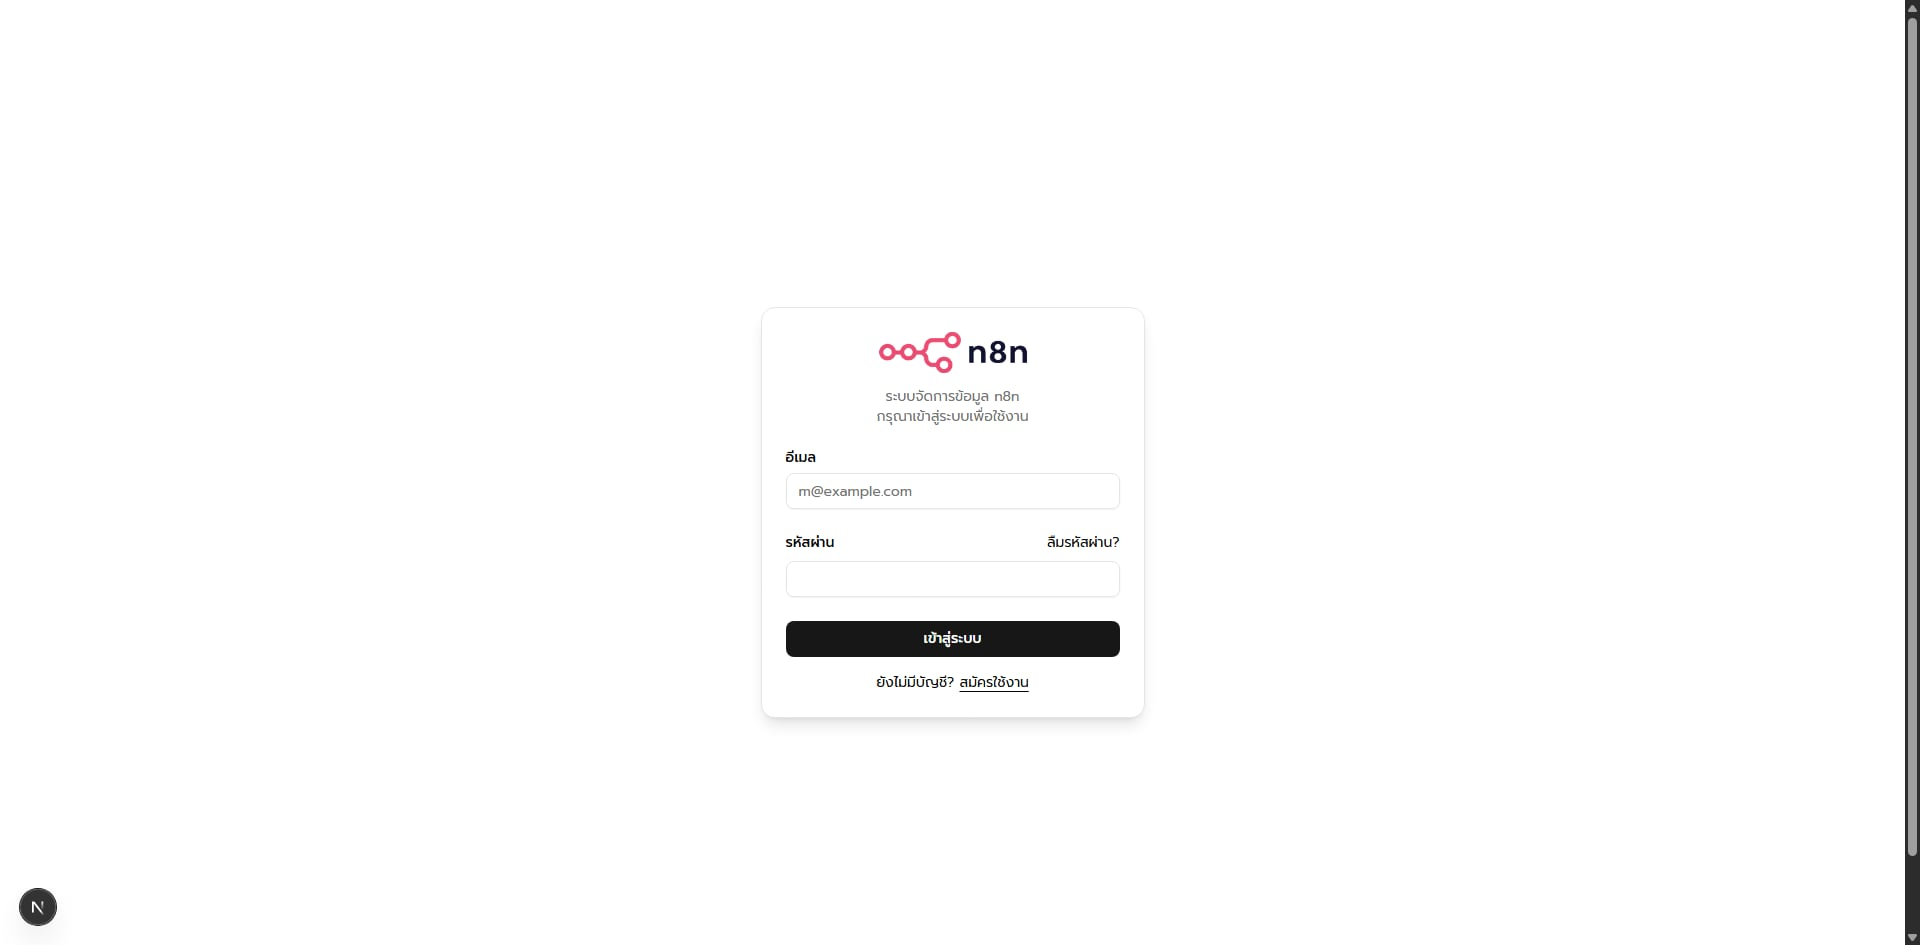 n8n
ระบบจัดการข้อมูล n8n
กรุณาเข้าสู่ระบบเพื่อใช้งาน
อีเมล
m@example.com
รหัสผ่าน ลืมรหัสผ่าน?
เข้าสู่ระบบ
ยังไม่มีบัญชี? สมัครใช้งาน
N